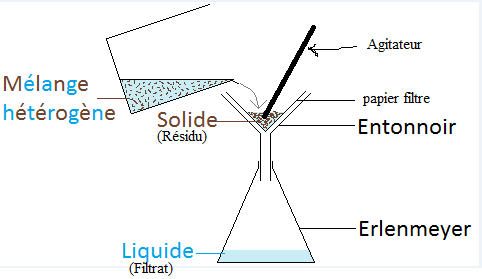 Agitateur
Mélange
hétérogène
papier filtre
Solide
(Résidu)
Entonnoir
Erlenmeyer
Liquide
(Filtrat)